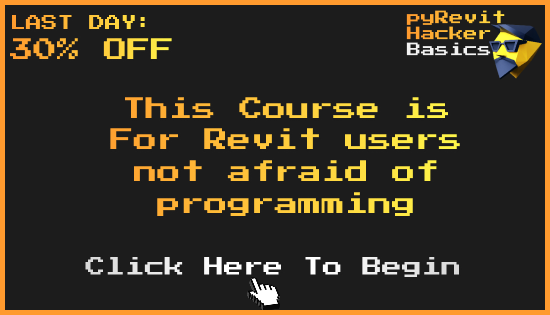 LAST DAY:
30% OFF
pyRevit
Hacker
Basics
This Course is
For Revit users
not afraid of
programming
Click Here To Begin